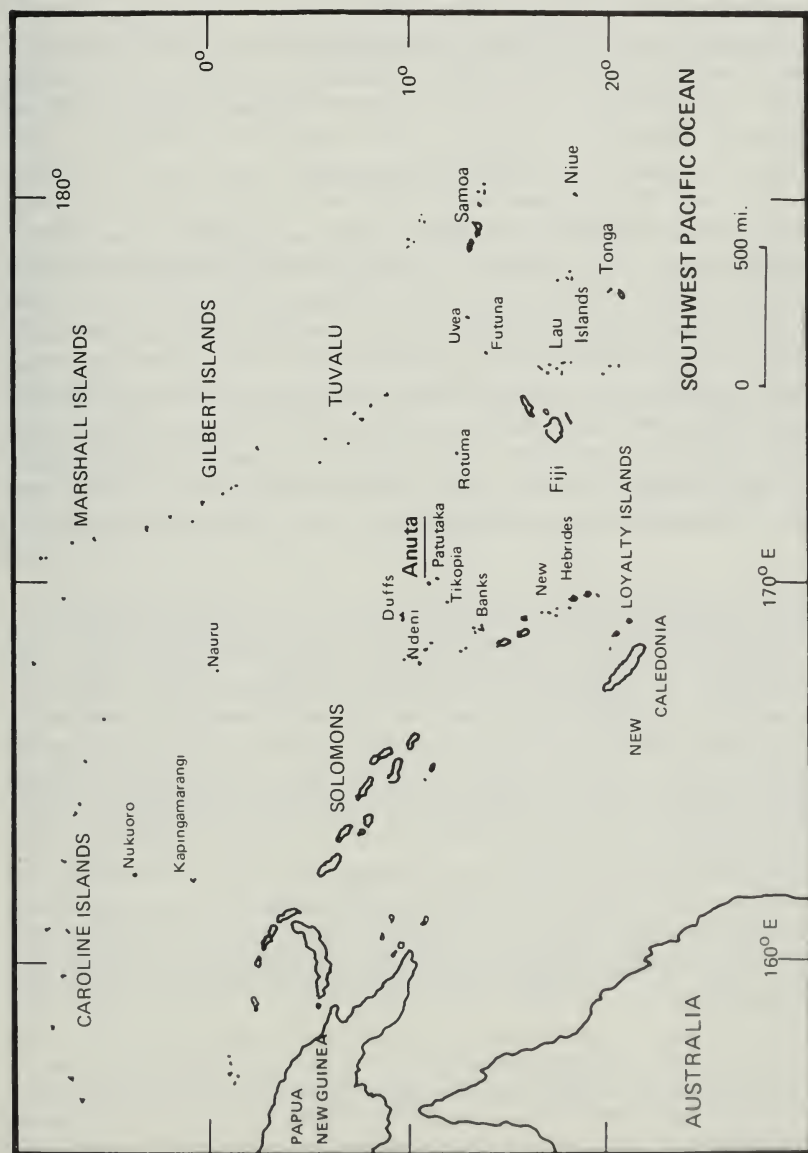 180°
0°
10°
20°
MARSHALL ISLANDS
GILBERT ISLANDS
TUVALU
CAROLINE ISLANDS
Nukuoro
Kapingamarangi
Nauru
SOLOMONS
PAPUA
NEW GUINEA
AUSTRALIA
Duffs
Ndeni
Anuta
Patutaka
Tikopia
Banks
New
Hebrides
LOYALTY ISLANDS
NEW
CALEDONIA
Rotuma
Fiji
Uvea
Futuna
Lau
Islands
Samoa
Niue
Tonga
SOUTHWEST PACIFIC OCEAN
0
500 mi.
160° E
170° E